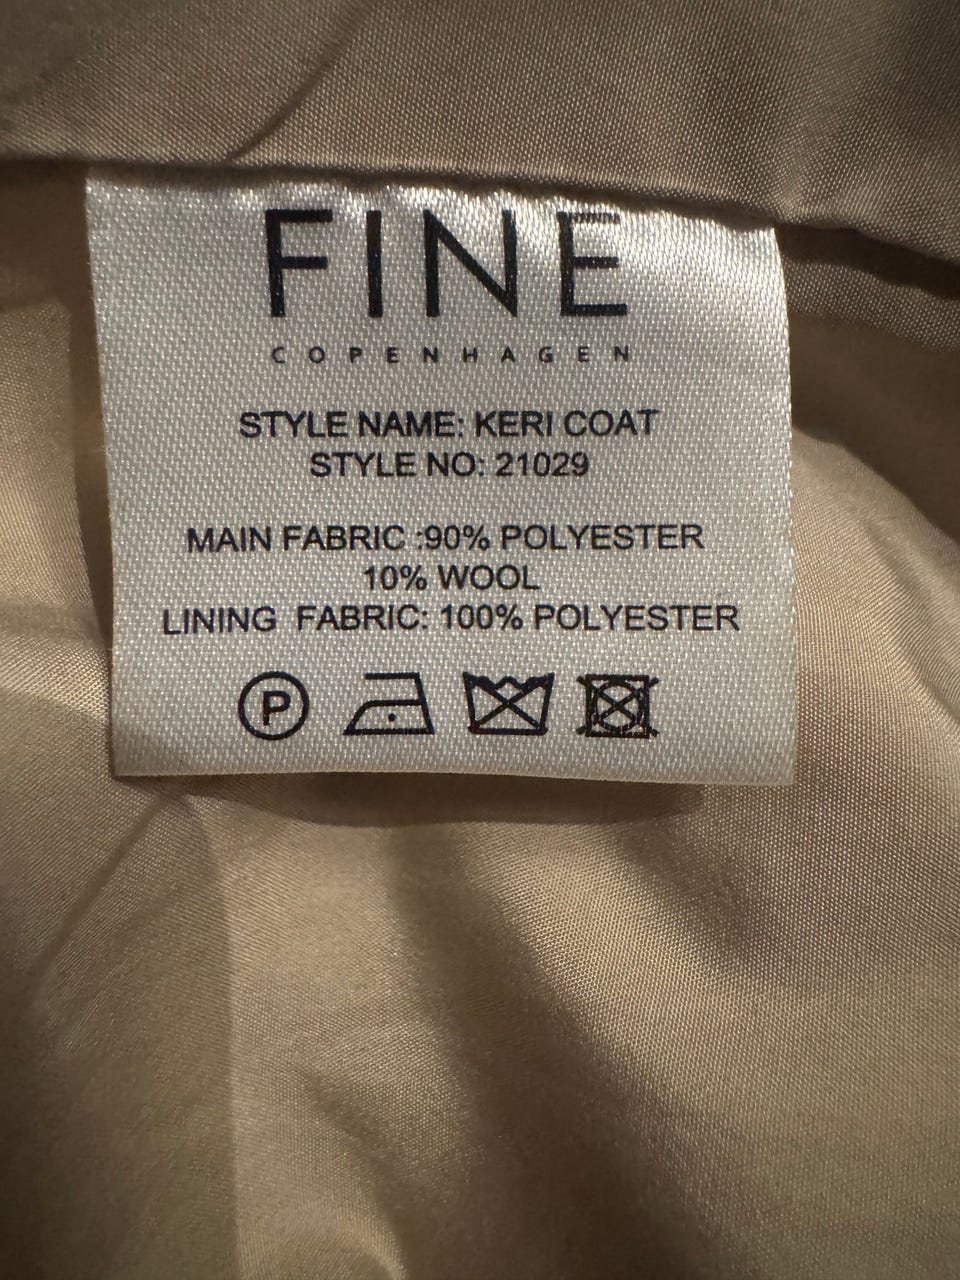 FINE
COPENHAGEN
STYLE NAME: KERI COAT
STYLE NO: 21029
MAIN FABRIC :90% POLYESTER
10% WOOL
LINING FABRIC: 100% POLYESTER
P